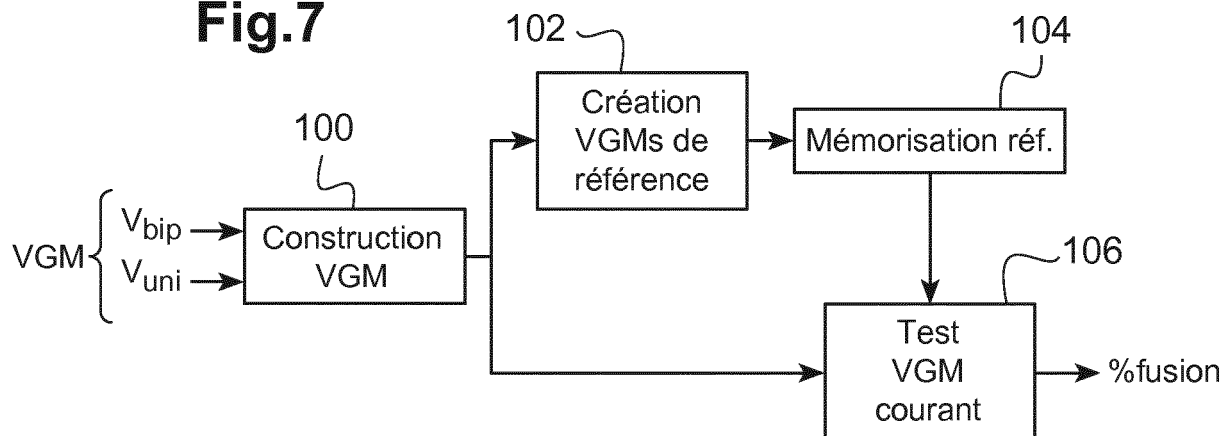 Fig.7
102
104
Création
VGMs de
référence
Mémorisation réf.
100
VGM
Vbip
Vuni
Construction
VGM
106
Test
VGM
courant
%fusion